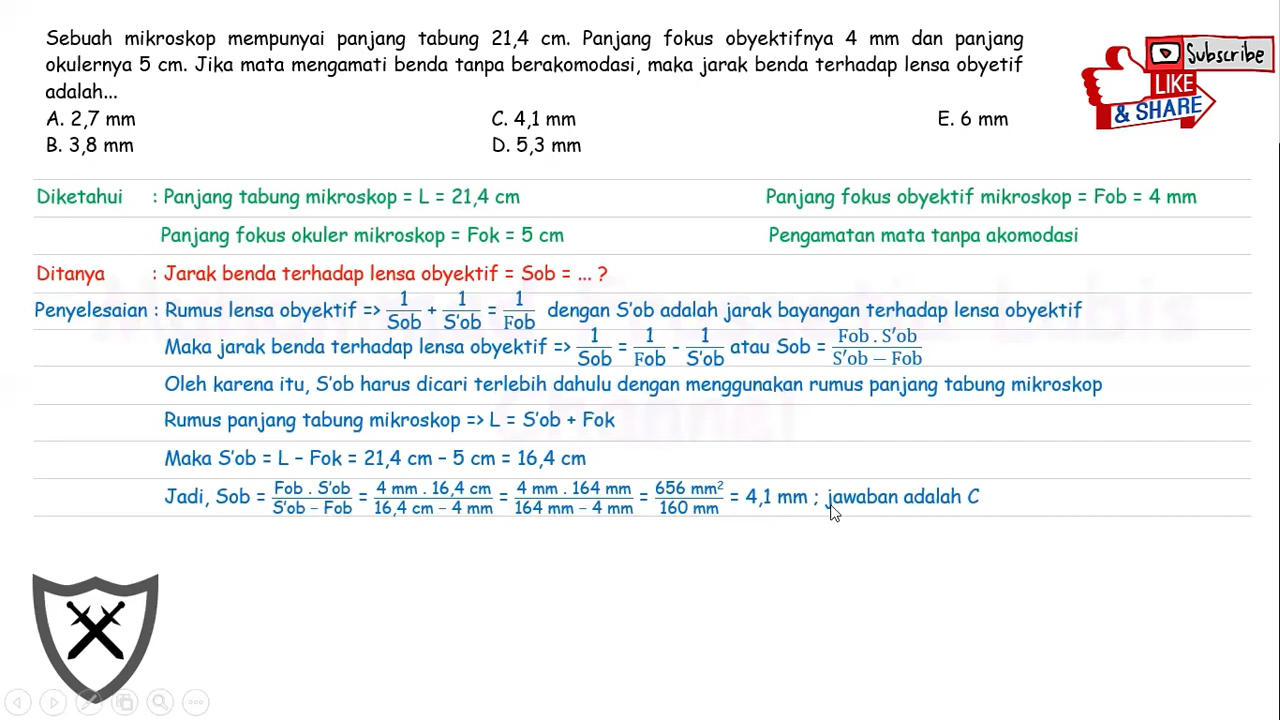 Sebuah mikroskop mempunyai panjang tabung 21,4 cm. Panjang fokus obyektifnya 4 mm dan panjang
okulernya 5 cm. Jika mata mengamati benda tanpa berakomodasi, maka jarak benda terhadap lensa obyetif
adalah...
A. 2,7 mm C. 4,1 mm E. 6 mm
B. 3,8 mm D. 5,3 mm
Subscribe
LIKE
& SHARE
Diketahui : Panjang tabung mikroskop = L = 21,4 cm Panjang fokus obyektif mikroskop = Fob = 4 mm
Panjang fokus okuler mikroskop = Fok = 5 cm Pengamatan mata tanpa akomodasi
Ditanya : Jarak benda terhadap lensa obyektif = Sob = ... ?
Penyelesaian : Rumus lensa obyektif => 1/Sob + 1/S'ob = 1/Fob dengan S'ob adalah jarak bayangan terhadap lensa obyektif
Maka jarak benda terhadap lensa obyektif => 1/Sob = 1/Fob - 1/S'ob atau Sob = Fob . S'ob / S'ob – Fob
Oleh karena itu, S'ob harus dicari terlebih dahulu dengan menggunakan rumus panjang tabung mikroskop
Rumus panjang tabung mikroskop => L = S'ob + Fok
Maka S'ob = L – Fok = 21,4 cm – 5 cm = 16,4 cm
Jadi, Sob = Fob . S'ob / S'ob – Fob = 4 mm . 16,4 cm / 16,4 cm – 4 mm = 4 mm . 164 mm / 164 mm – 4 mm = 656 mm² / 160 mm = 4,1 mm ; jawaban adalah C